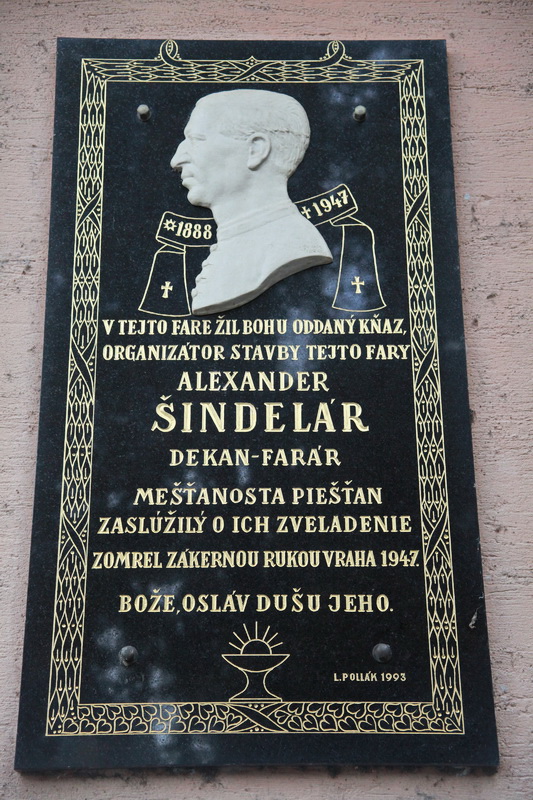 ✡1888 ✝1947
V TEJTO FARE ŽIL BOHU ODDANÝ KŇAZ,
ORGANIZÁTOR STAVBY TEJTO FARY
ALEXANDER
ŠINDELÁR
DEKAN-FARÁR
MEŠŤANOSTA PIEŠŤAN
ZASLÚŽILÝ O ICH ZVELADENIE
ZOMREL ZÁKERNOU RUKOU VRAHA 1947.
BOŽE, OSLÁV DUŠU JEHO.
L.POLLÁK 1993